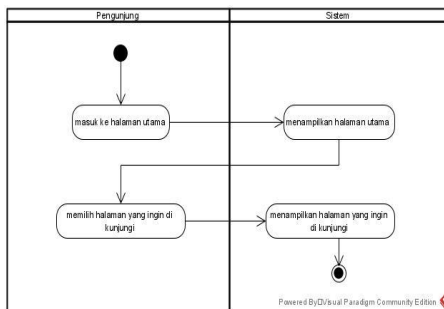 Pengunjung
Sistem
masuk ke halaman utama
menampilkan halaman utama
memilih halaman yang ingin di
kunjungi
menampilkan halaman yang ingin
di kunjungi
Powered By□Visual Paradigm Community Edition